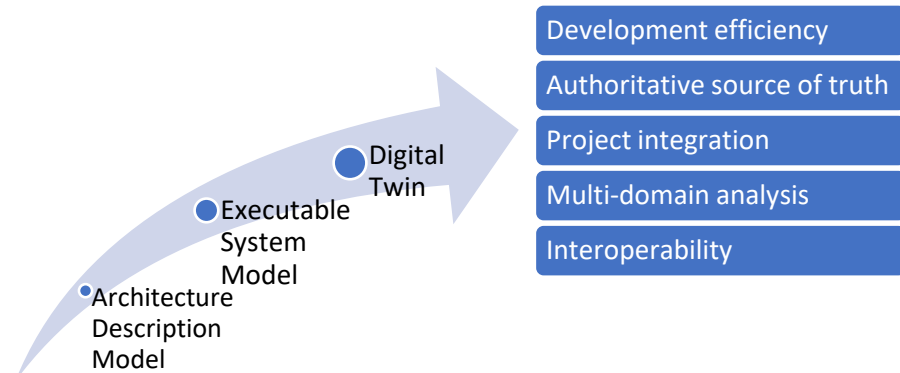 Development efficiency
Authoritative source of truth
Project integration
Multi-domain analysis
Interoperability
Digital
Twin
Executable
System
Model
Architecture
Description
Model